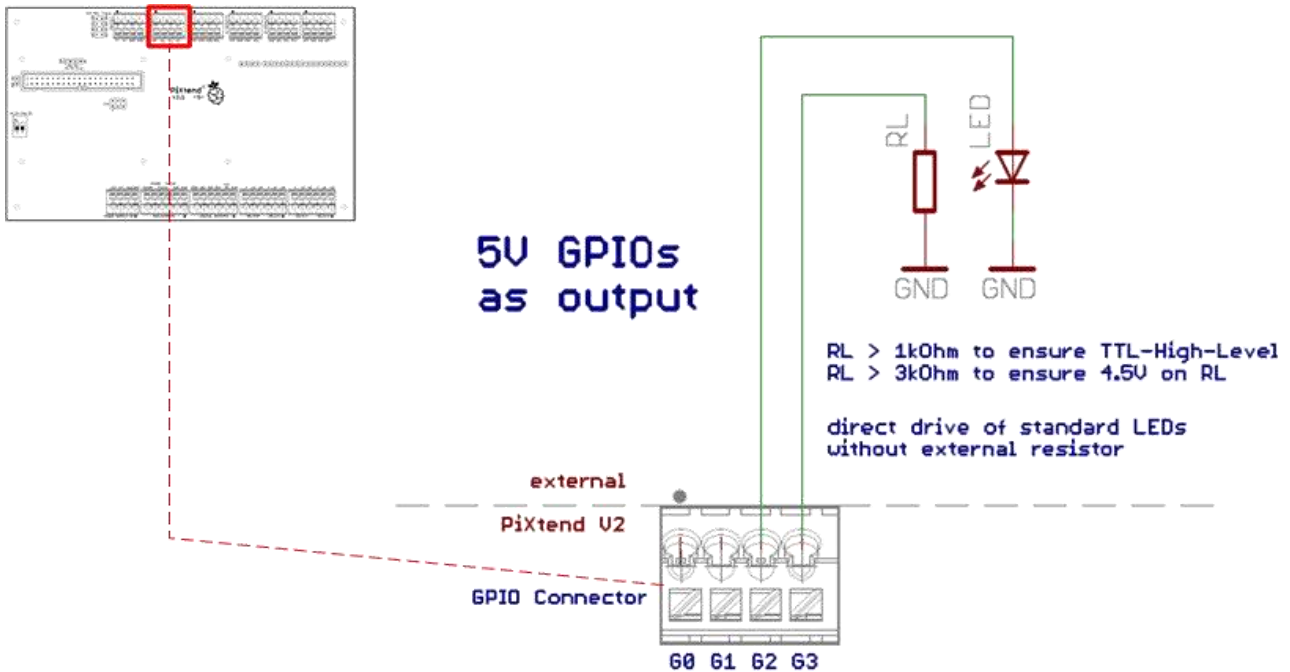 PiXtend
RL
LED
5V GPIOs
as output
GND
GND
RL > 1kOhm to ensure TTL-High-Level
RL > 3kOhm to ensure 4.5V on RL
direct drive of standard LEDs
without external resistor
external
PiXtend V2
GPIO Connector
G0 G1 G2 G3